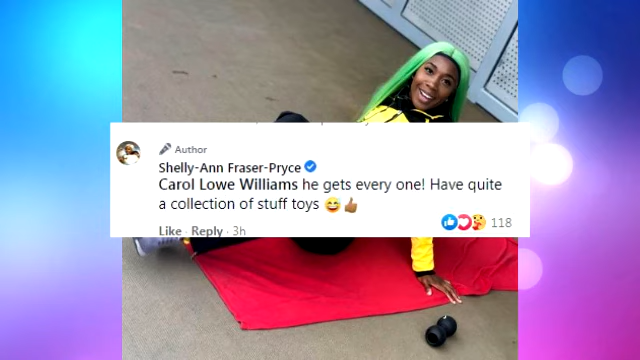 Author
Shelly-Ann Fraser-Pryce
Carol Lowe Williams he gets every one! Have quite
a collection of stuff toys 😅👍🏾
Like · Reply · 3h
118